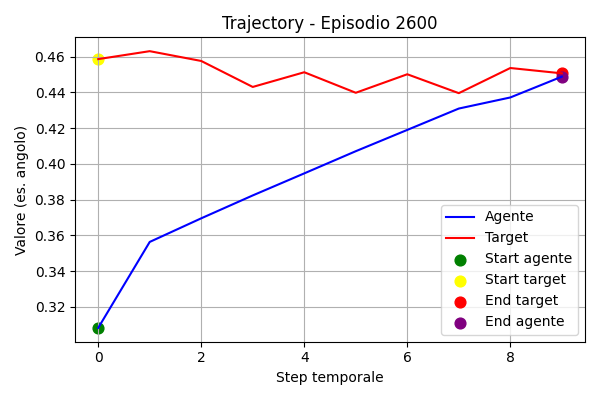 Trajectory - Episodio 2600
Valore (es. angolo)
0.46
0.44
0.42
0.40
0.38
0.36
0.34
0.32
0 2 4 6 8
Step temporale
Agente
Target
Start agente
Start target
End target
End agente